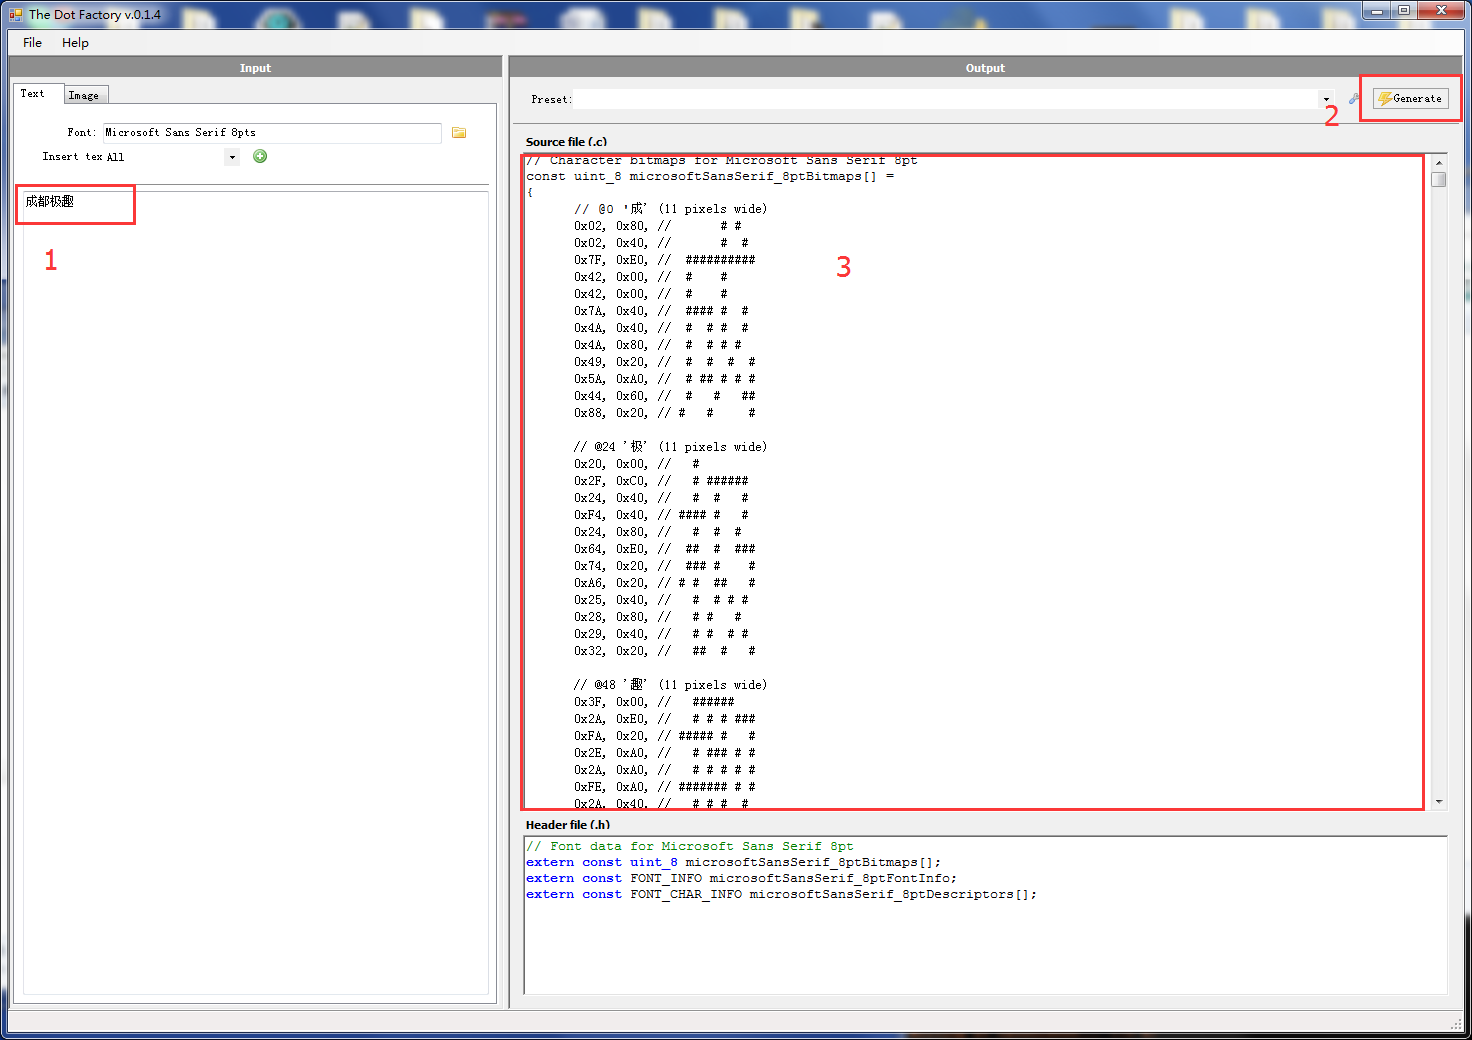 The Dot Factory v.0.1.4
File Help
Input
Output
Text Image
Preset:
Generate
2
Font: Microsoft Sans Serif 8pts
Insert tex All
成都极趣
1
Source file (.c)
// Character bitmaps for Microsoft Sans Serif 8pt
const uint_8 microsoftSansSerif_8ptBitmaps[] =
{
// @0 '成' (11 pixels wide)
0x02, 0x80, //       # #
0x02, 0x40, //       #  #
0x7F, 0xE0, //  ##########
0x42, 0x00, //  #    #
0x42, 0x00, //  #    #
0x7A, 0x40, //  #### #  #
0x4A, 0x40, //  #  # #  #
0x4A, 0x80, //  #  # # #
0x49, 0x20, //  #  #  #  #
0x5A, 0xA0, //  # ## # # #
0x44, 0x60, //  #   #   ##
0x88, 0x20, // #   #     #
3
// @24 '极' (11 pixels wide)
0x20, 0x00, //   #
0x2F, 0xC0, //   # ######
0x24, 0x40, //   #  #   #
0xF4, 0x40, // #### #   #
0x24, 0x80, //   #  #  #
0x64, 0xE0, //  ##  #  ###
0x74, 0x20, //  ### #    #
0xA6, 0x20, // # #  ##   #
0x25, 0x40, //   #  # # #
0x28, 0x80, //   # #   #
0x29, 0x40, //   # #  # #
0x32, 0x20, //   ##  #   #
// @48 '趣' (11 pixels wide)
0x3F, 0x00, //   ######
0x2A, 0xE0, //   # # # ###
0xFA, 0x20, // ##### #   #
0x2E, 0xA0, //   # ### # #
0x2A, 0xA0, //   # # # # #
0xFE, 0xA0, // ####### # #
0x2A, 0x40, //   # # #  #
Header file (.h)
// Font data for Microsoft Sans Serif 8pt
extern const uint_8 microsoftSansSerif_8ptBitmaps[];
extern const FONT_INFO microsoftSansSerif_8ptFontInfo;
extern const FONT_CHAR_INFO microsoftSansSerif_8ptDescriptors[];